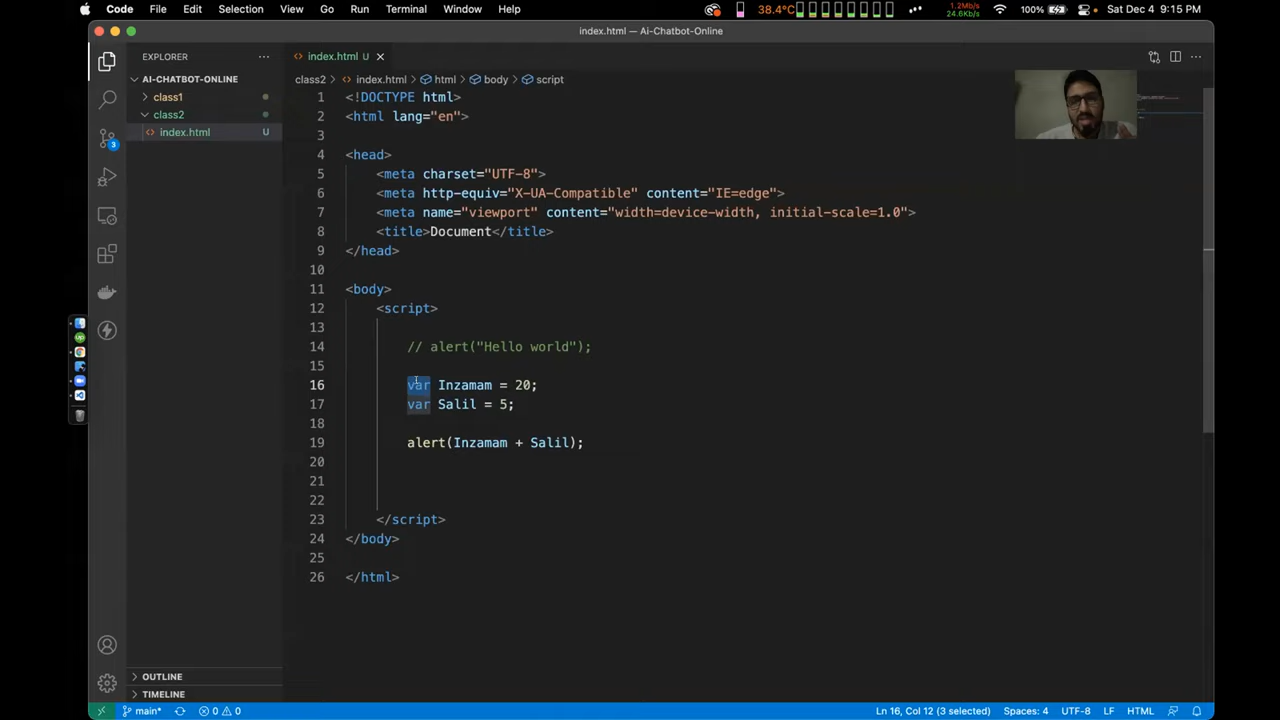 Code File Edit Selection View Go Run Terminal Window Help 38.4°C 1.2Mb/s 24.6Kb/s 100% Sat Dec 4 9:15 PM
index.html — Ai-Chatbot-Online
EXPLORER
index.html U
AI-CHATBOT-ONLINE
class2 > index.html > html > body > script
class1
class2
index.html U
3
1 <!DOCTYPE html>
2 <html lang="en">
3
4 <head>
5 <meta charset="UTF-8">
6 <meta http-equiv="X-UA-Compatible" content="IE=edge">
7 <meta name="viewport" content="width=device-width, initial-scale=1.0">
8 <title>Document</title>
9 </head>
10
11 <body>
12 <script>
13
14 // alert("Hello world");
15
16 var Inzamam = 20;
17 var Salil = 5;
18
19 alert(Inzamam + Salil);
20
21
22
23 </script>
24 </body>
25
26 </html>
OUTLINE
TIMELINE
main* 0 0 Ln 16, Col 12 (3 selected) Spaces: 4 UTF-8 LF HTML